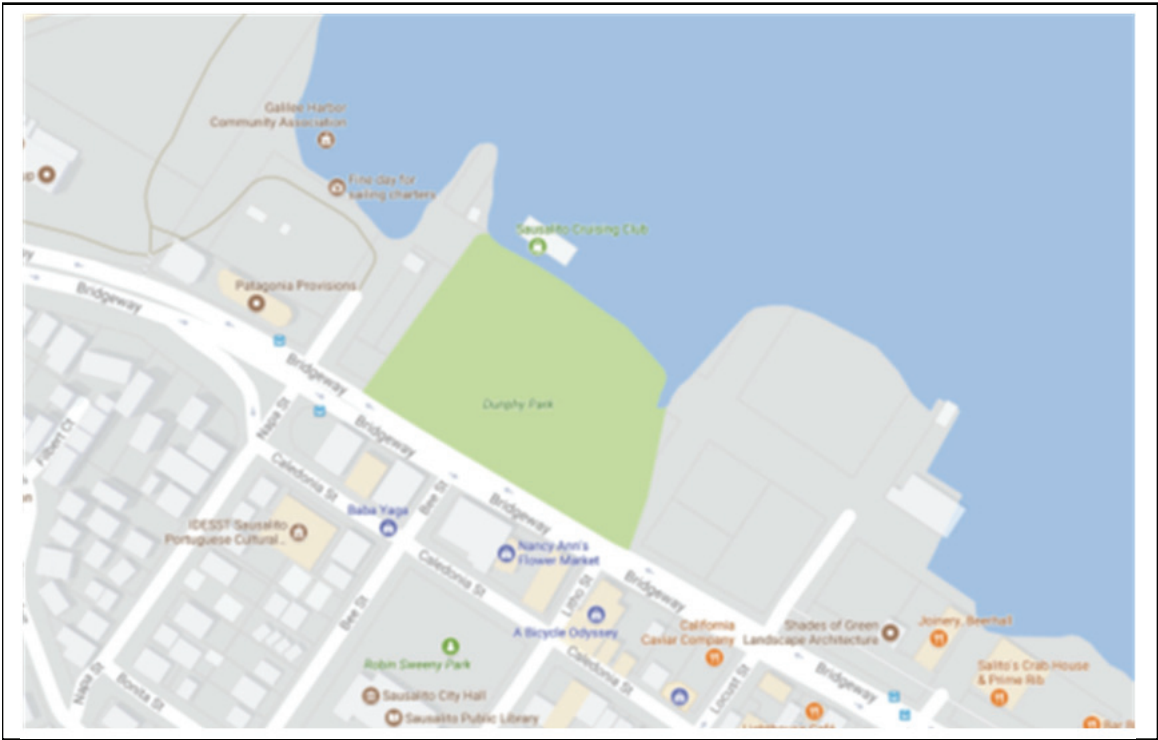 Galilee Harbor
Community Association
Fine day for
sailing charters
Sausalito Cruising Club
Patagonia Provisions
Bridgeway
Bridgeway
Dunphy Park
Napa St
Bridgeway
Filbert Ct
Caledonia St
Bee St
Bridgeway
Baba Yaga
IDESST Sausalito
Portuguese Cultural...
Nancy Ann's
Flower Market
Caledonia St
Litho St
Bridgeway
Bee St
A Bicycle Odyssey
California
Caviar Company
Shades of Green
Landscape Architecture
Joinery, Beerhall
Robin Sweeny Park
Caledonia St
Salito's Crab House
& Prime Rib
Bridgeway
Napa St
Bonita St
Sausalito City Hall
Locust St
Sausalito Public Library